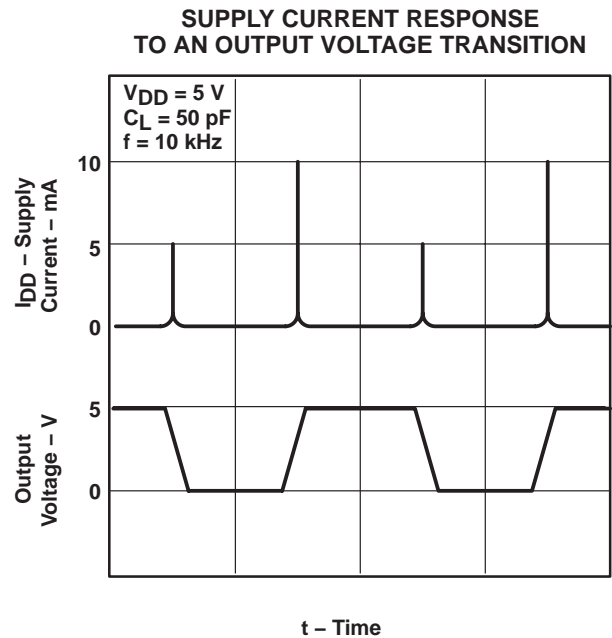 SUPPLY CURRENT RESPONSE
TO AN OUTPUT VOLTAGE TRANSITION
VDD = 5 V
CL = 50 pF
f = 10 kHz
IDD – Supply
Current – mA
10
5
0
Output
Voltage – V
5
0
t – Time